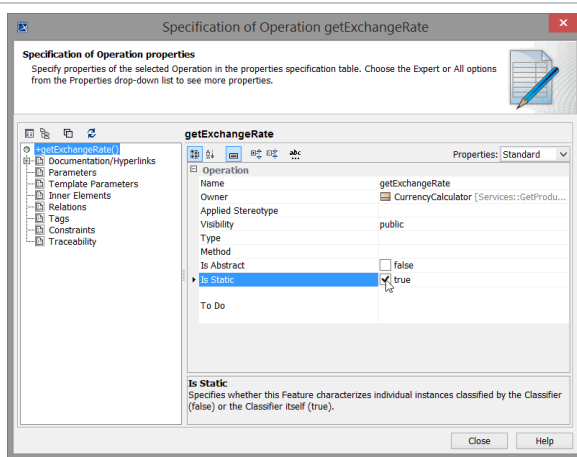 Specification of Operation getExchangeRate
Specification of Operation properties
Specify properties of the selected Operation in the properties specification table. Choose the Expert or All options
from the Properties drop-down list to see more properties.
+getExchangeRate()
Documentation/Hyperlinks
Parameters
Template Parameters
Inner Elements
Relations
Tags
Constraints
Traceability
getExchangeRate
Properties: Standard
Operation
Name getExchangeRate
Owner CurrencyCalculator [Services::GetProdu...
Applied Stereotype
Visibility public
Type
Method
Is Abstract false
Is Static true
To Do
Is Static
Specifies whether this Feature characterizes individual instances classified by the Classifier
(false) or the Classifier itself (true).
Close Help